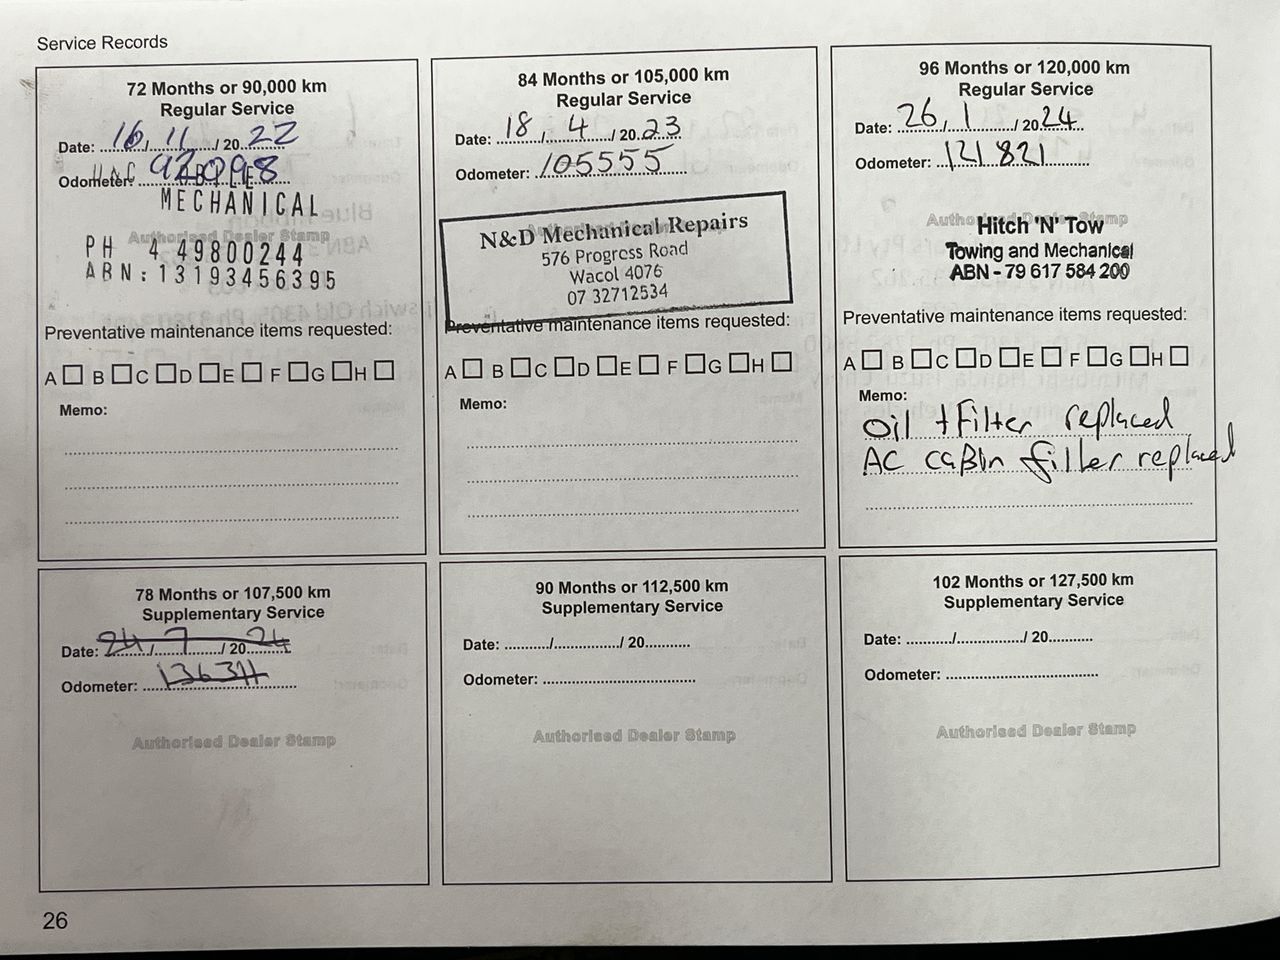 Service Records
72 Months or 90,000 km
Regular Service
Date: 16/11/2022
Odometer: 92098
MECHANICAL
Authorised Dealer Stamp
PH 4 49800244
ABN: 13193456395
Preventative maintenance items requested:
A B C D E F G H
Memo:
84 Months or 105,000 km
Regular Service
Date: 18/4/2023
Odometer: 105555
N&D Mechanical Repairs
576 Progress Road
Wacol 4076
07 32712534
Preventative maintenance items requested:
A B C D E F G H
Memo:
96 Months or 120,000 km
Regular Service
Date: 26/1/2024
Odometer: 121821
Authorised Dealer Stamp
Hitch 'N' Tow
Towing and Mechanical
ABN - 79 617 584 200
Preventative maintenance items requested:
A B C D E F G H
Memo:
Oil + Filter replaced
AC caBin filter replaced
78 Months or 107,500 km
Supplementary Service
Date: 24/7/2024
Odometer:
Authorised Dealer Stamp
90 Months or 112,500 km
Supplementary Service
Date: ........../............../ 20...........
Odometer: ......................................
Authorised Dealer Stamp
102 Months or 127,500 km
Supplementary Service
Date: ........../............../ 20...........
Odometer: ......................................
Authorised Dealer Stamp
26